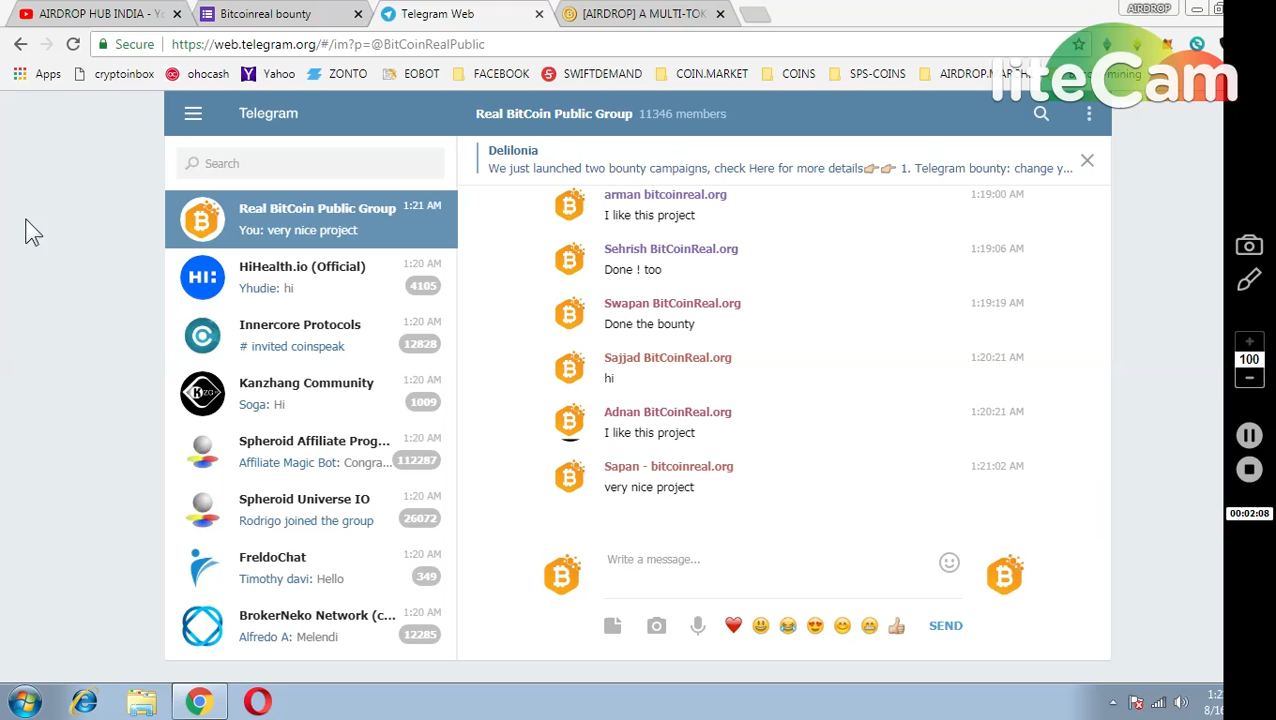 AIRDROP HUB INDIA - Yo
Bitcoinreal bounty
Telegram Web
[AIRDROP] A MULTI-TOK
AIRDROP
Secure
https://web.telegram.org/#/im?p=@BitCoinRealPublic
Apps
cryptoinbox
ohocash
Yahoo
ZONTO
EOBOT
FACEBOOK
SWIFTDEMAND
COIN.MARKET
COINS
SPS-COINS
mining
liteCam
Telegram
Real BitCoin Public Group 11346 members
Search
Delilonia
We just launched two bounty campaigns, check Here for more details👉🏻👉🏻 1. Telegram bounty: change y...
Real BitCoin Public Group 1:21 AM
You: very nice project
HiHealth.io (Official) 1:20 AM
Yhudie: hi 4105
Innercore Protocols 1:20 AM
# invited coinspeak 12828
Kanzhang Community 1:20 AM
Soga: Hi 1009
Spheroid Affiliate Prog... 1:20 AM
Affiliate Magic Bot: Congra... 112287
Spheroid Universe IO 1:20 AM
Rodrigo joined the group 26072
FreldoChat 1:20 AM
Timothy davi: Hello 349
BrokerNeko Network (c... 1:20 AM
Alfredo A: Melendi 12285
arman bitcoinreal.org 1:19:00 AM
I like this project
Sehrish BitCoinReal.org 1:19:06 AM
Done ! too
Swapan BitCoinReal.org 1:19:19 AM
Done the bounty
Sajjad BitCoinReal.org 1:20:21 AM
hi
Adnan BitCoinReal.org 1:20:21 AM
I like this project
Sapan - bitcoinreal.org 1:21:02 AM
very nice project
Write a message...
SEND
100
00:02:08